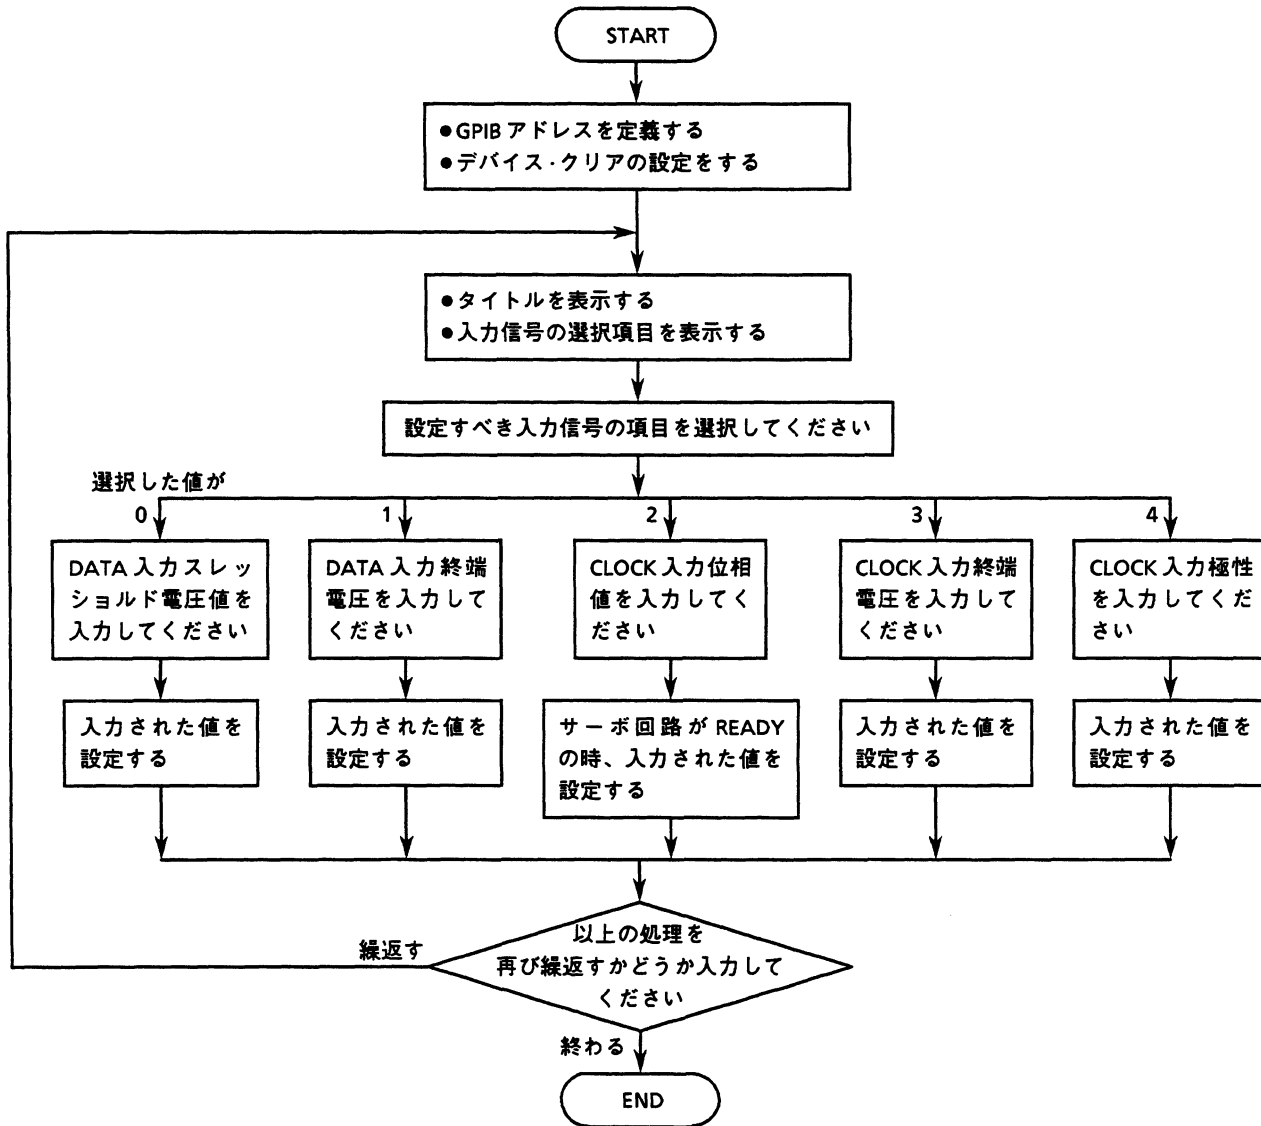 START
●GPIB アドレスを定義する
●デバイス・クリアの設定をする
●タイトルを表示する
●入力信号の選択項目を表示する
設定すべき入力信号の項目を選択してください
選択した値が
0
1
2
3
4
DATA 入力スレッ
ショルド電圧値を
入力してください
DATA 入力終端
電圧を入力して
ください
CLOCK 入力位相
値を入力してく
ださい
CLOCK 入力終端
電圧を入力して
ください
CLOCK 入力極性
を入力してくだ
さい
入力された値を
設定する
入力された値を
設定する
サーボ回路が READY
の時、入力された値を
設定する
入力された値を
設定する
入力された値を
設定する
以上の処理を
再び繰返すかどうか入力して
ください
繰返す
終わる
END